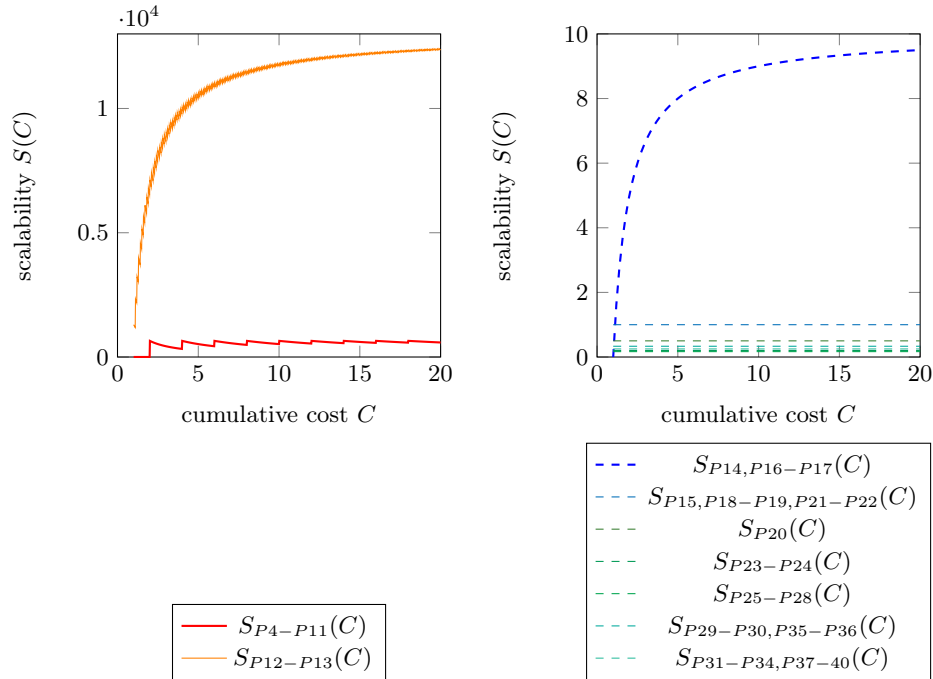 ·10⁴
1
0.5
0
0
5
10
15
20
scalability S(C)
cumulative cost C
S_{P4−P11}(C)
S_{P12−P13}(C)
10
8
6
4
2
0
0
5
10
15
20
scalability S(C)
cumulative cost C
S_{P14,P16−P17}(C)
S_{P15,P18−P19,P21−P22}(C)
S_{P20}(C)
S_{P23−P24}(C)
S_{P25−P28}(C)
S_{P29−P30,P35−P36}(C)
S_{P31−P34,P37−40}(C)